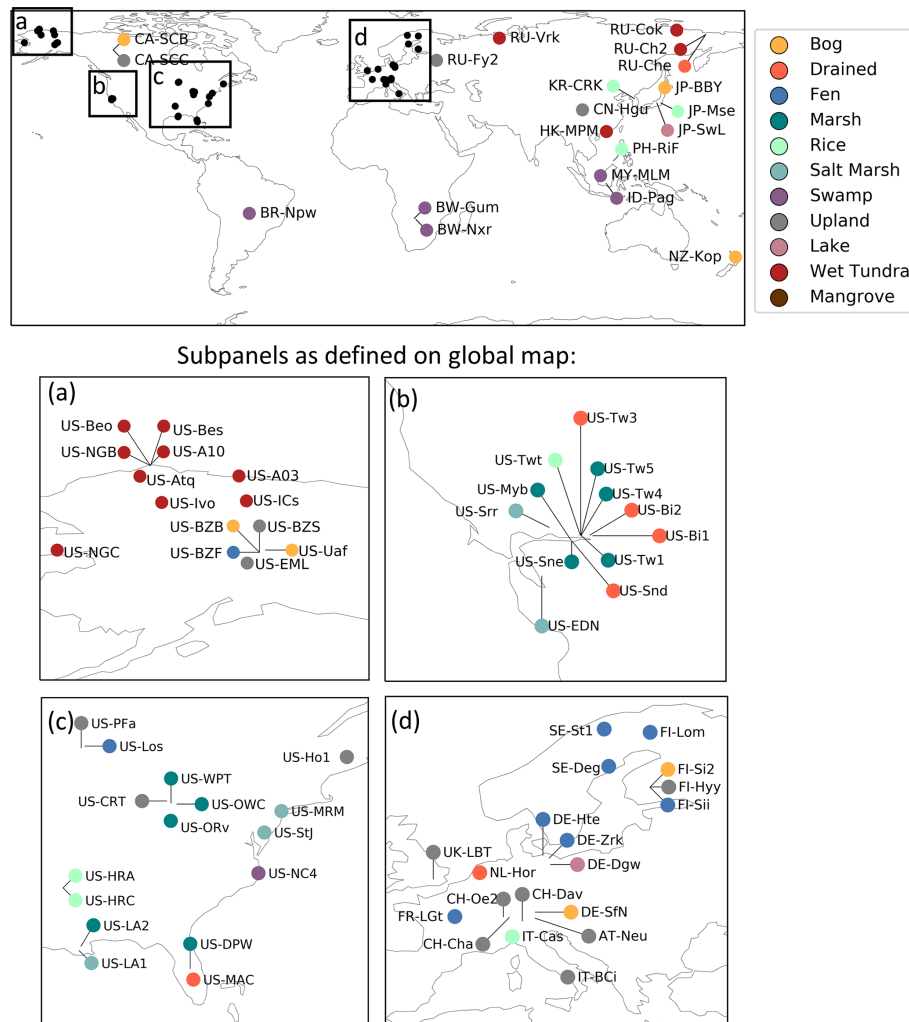 a
b
c
d
CA-SCB
CA-SCC
BR-Npw
BW-Gum
BW-Nxr
RU-Vrk
RU-Fy2
RU-Cok
RU-Ch2
RU-Che
KR-CRK
JP-BBY
CN-Hgu
JP-Mse
HK-MPM
JP-SwL
PH-RiF
MY-MLM
ID-Pag
NZ-Kop
Bog
Drained
Fen
Marsh
Rice
Salt Marsh
Swamp
Upland
Lake
Wet Tundra
Mangrove
Subpanels as defined on global map:
(a)
US-Beo
US-Bes
US-NGB
US-A10
US-Atq
US-A03
US-Ivo
US-ICs
US-BZB
US-BZS
US-NGC
US-BZF
US-Uaf
US-EML
(b)
US-Tw3
US-Twt
US-Tw5
US-Myb
US-Tw4
US-Srr
US-Bi2
US-Bi1
US-Sne
US-Tw1
US-Snd
US-EDN
(c)
US-PFa
US-Los
US-Ho1
US-WPT
US-CRT
US-OWC
US-MRM
US-ORv
US-StJ
US-HRA
US-NC4
US-HRC
US-LA2
US-DPW
US-LA1
US-MAC
(d)
SE-St1
FI-Lom
SE-Deg
FI-Si2
FI-Hyy
FI-Sii
DE-Hte
DE-Zrk
UK-LBT
DE-Dgw
NL-Hor
CH-Oe2
CH-Dav
FR-LGt
DE-SfN
CH-Cha
IT-Cas
AT-Neu
IT-BCi